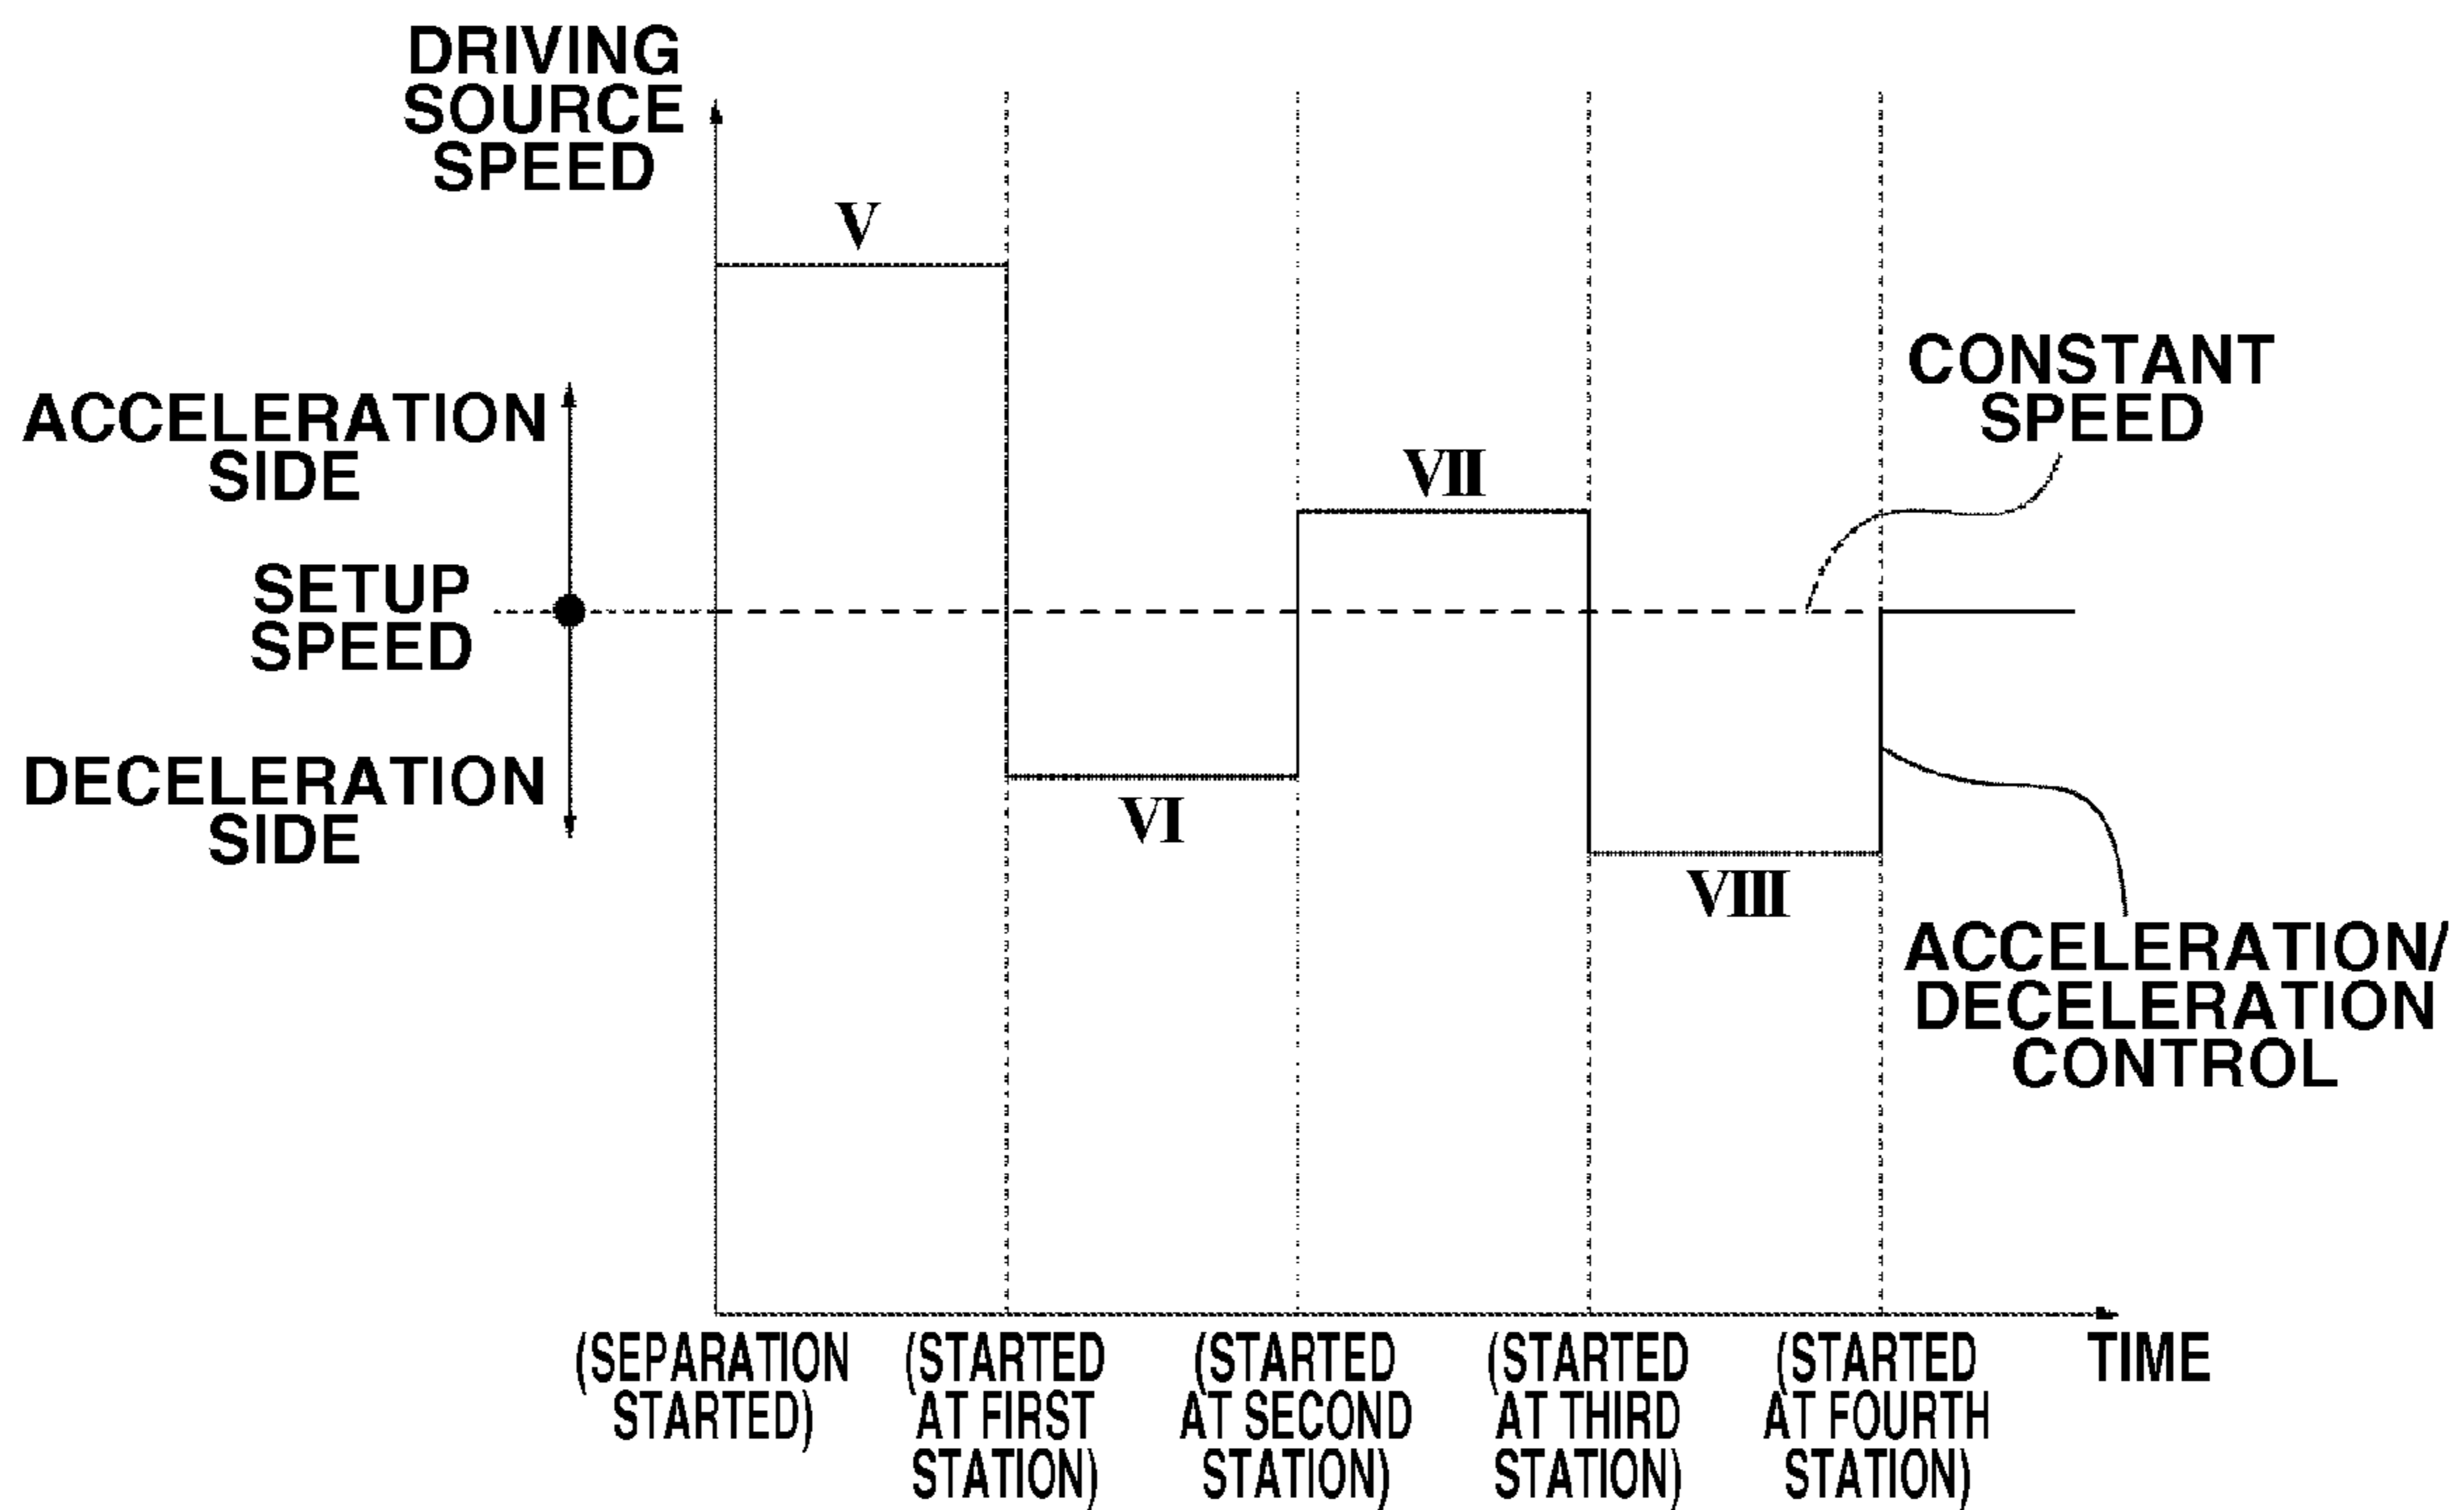 DRIVING
SOURCE
SPEED
V
ACCELERATION
SIDE
CONSTANT
SPEED
VII
SETUP
SPEED
DECELERATION
SIDE
VI
VIII
ACCELERATION/
DECELERATION
CONTROL
(SEPARATION
STARTED)
(STARTED
AT FIRST
STATION)
(STARTED
AT SECOND
STATION)
(STARTED
AT THIRD
STATION)
(STARTED
AT FOURTH
STATION)
TIME